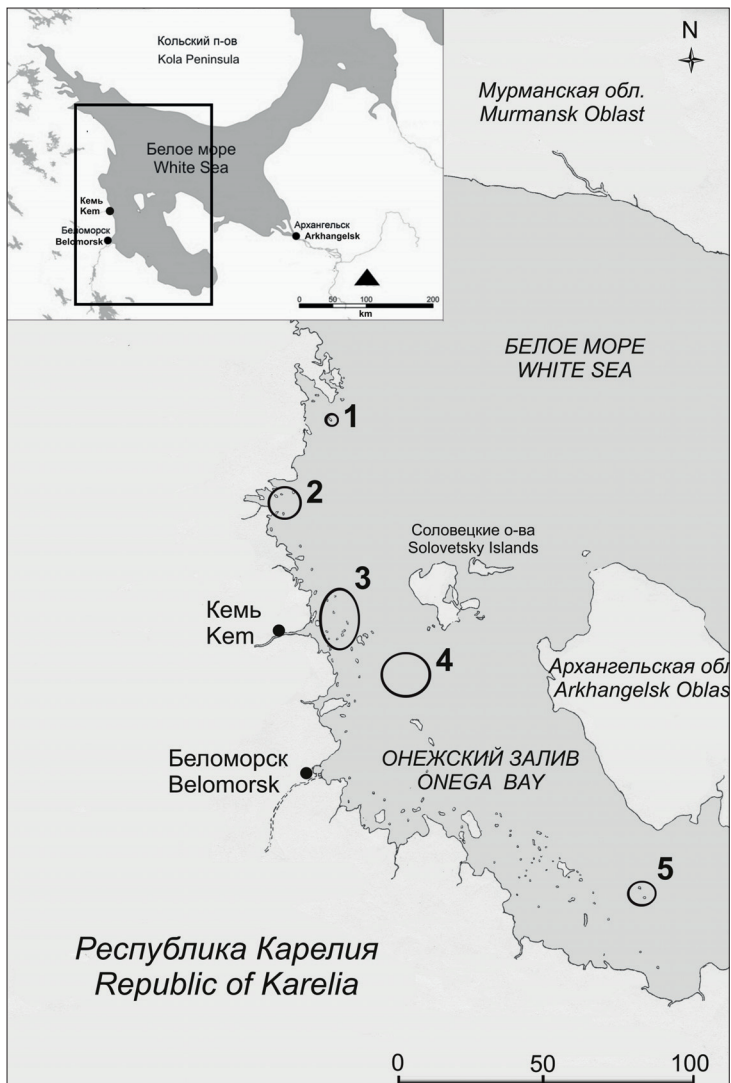 Кольский п-ов
Kola Peninsula
Белое море
White Sea
Кемь
Kem
Беломорск
Belomorsk
Архангельск
Arkhangelsk
0 50 100 200
km
N
Мурманская обл.
Murmansk Oblast
БЕЛОЕ МОРЕ
WHITE SEA
1
2
Соловецкие о-ва
Solovetsky Islands
3
Кемь
Kem
4
Архангельская обл
Arkhangelsk Oblas
Беломорск
Belomorsk
ОНЕЖСКИЙ ЗАЛИВ
ONEGA BAY
5
Республика Карелия
Republic of Karelia
0 50 100